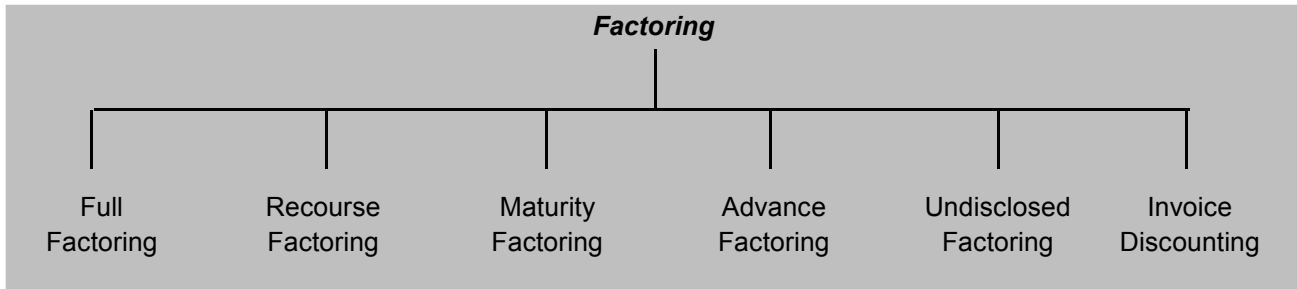 Factoring
Full
Factoring
Recourse
Factoring
Maturity
Factoring
Advance
Factoring
Undisclosed
Factoring
Invoice
Discounting